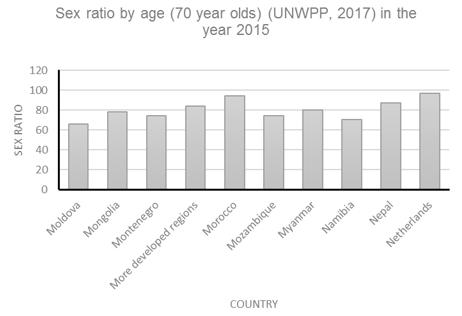 Sex ratio by age (70 year olds) (UNWPP, 2017) in the
year 2015
120
100
80
60
40
20
0
SEX RATIO
Moldova
Mongolia
Montenegro
More developed regions
Morocco
Mozambique
Myanmar
Namibia
Nepal
Netherlands
COUNTRY